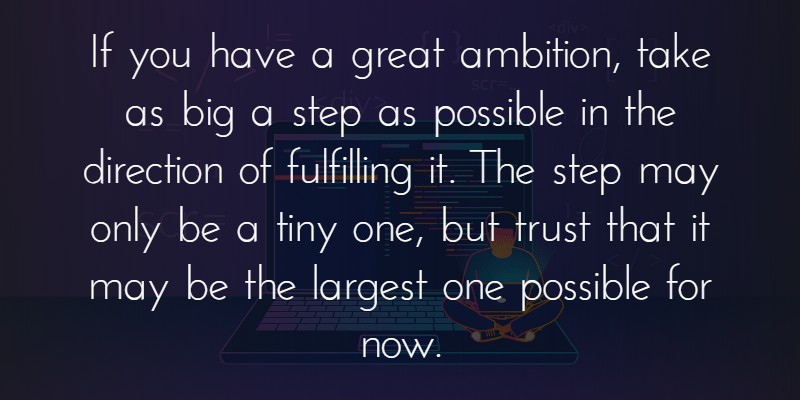 If you have a great ambition, take
as big a step as possible in the
direction of fulfilling it. The step may
only be a tiny one, but trust that it
may be the largest one possible for
now.